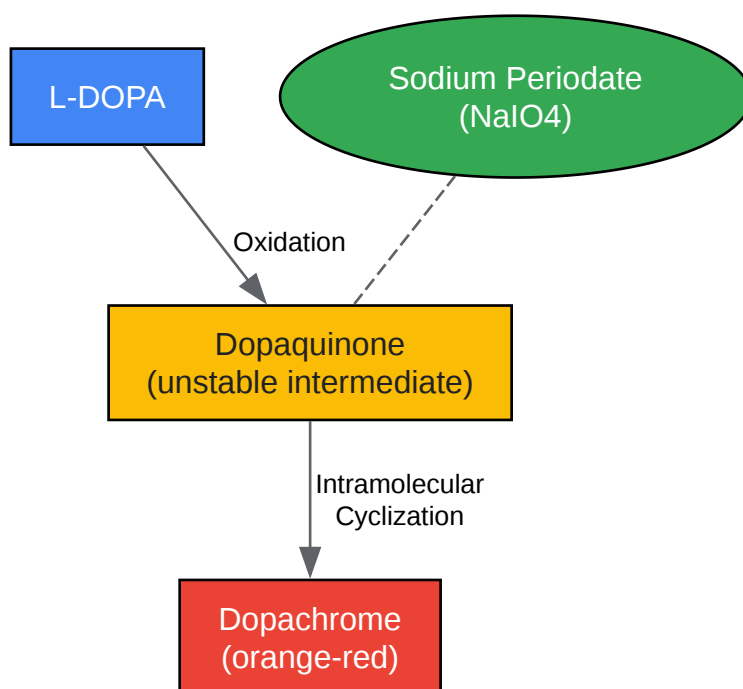 L-DOPA
Sodium Periodate
(NaIO4)
Oxidation
Dopaquinone
(unstable intermediate)
Intramolecular
Cyclization
Dopachrome
(orange-red)